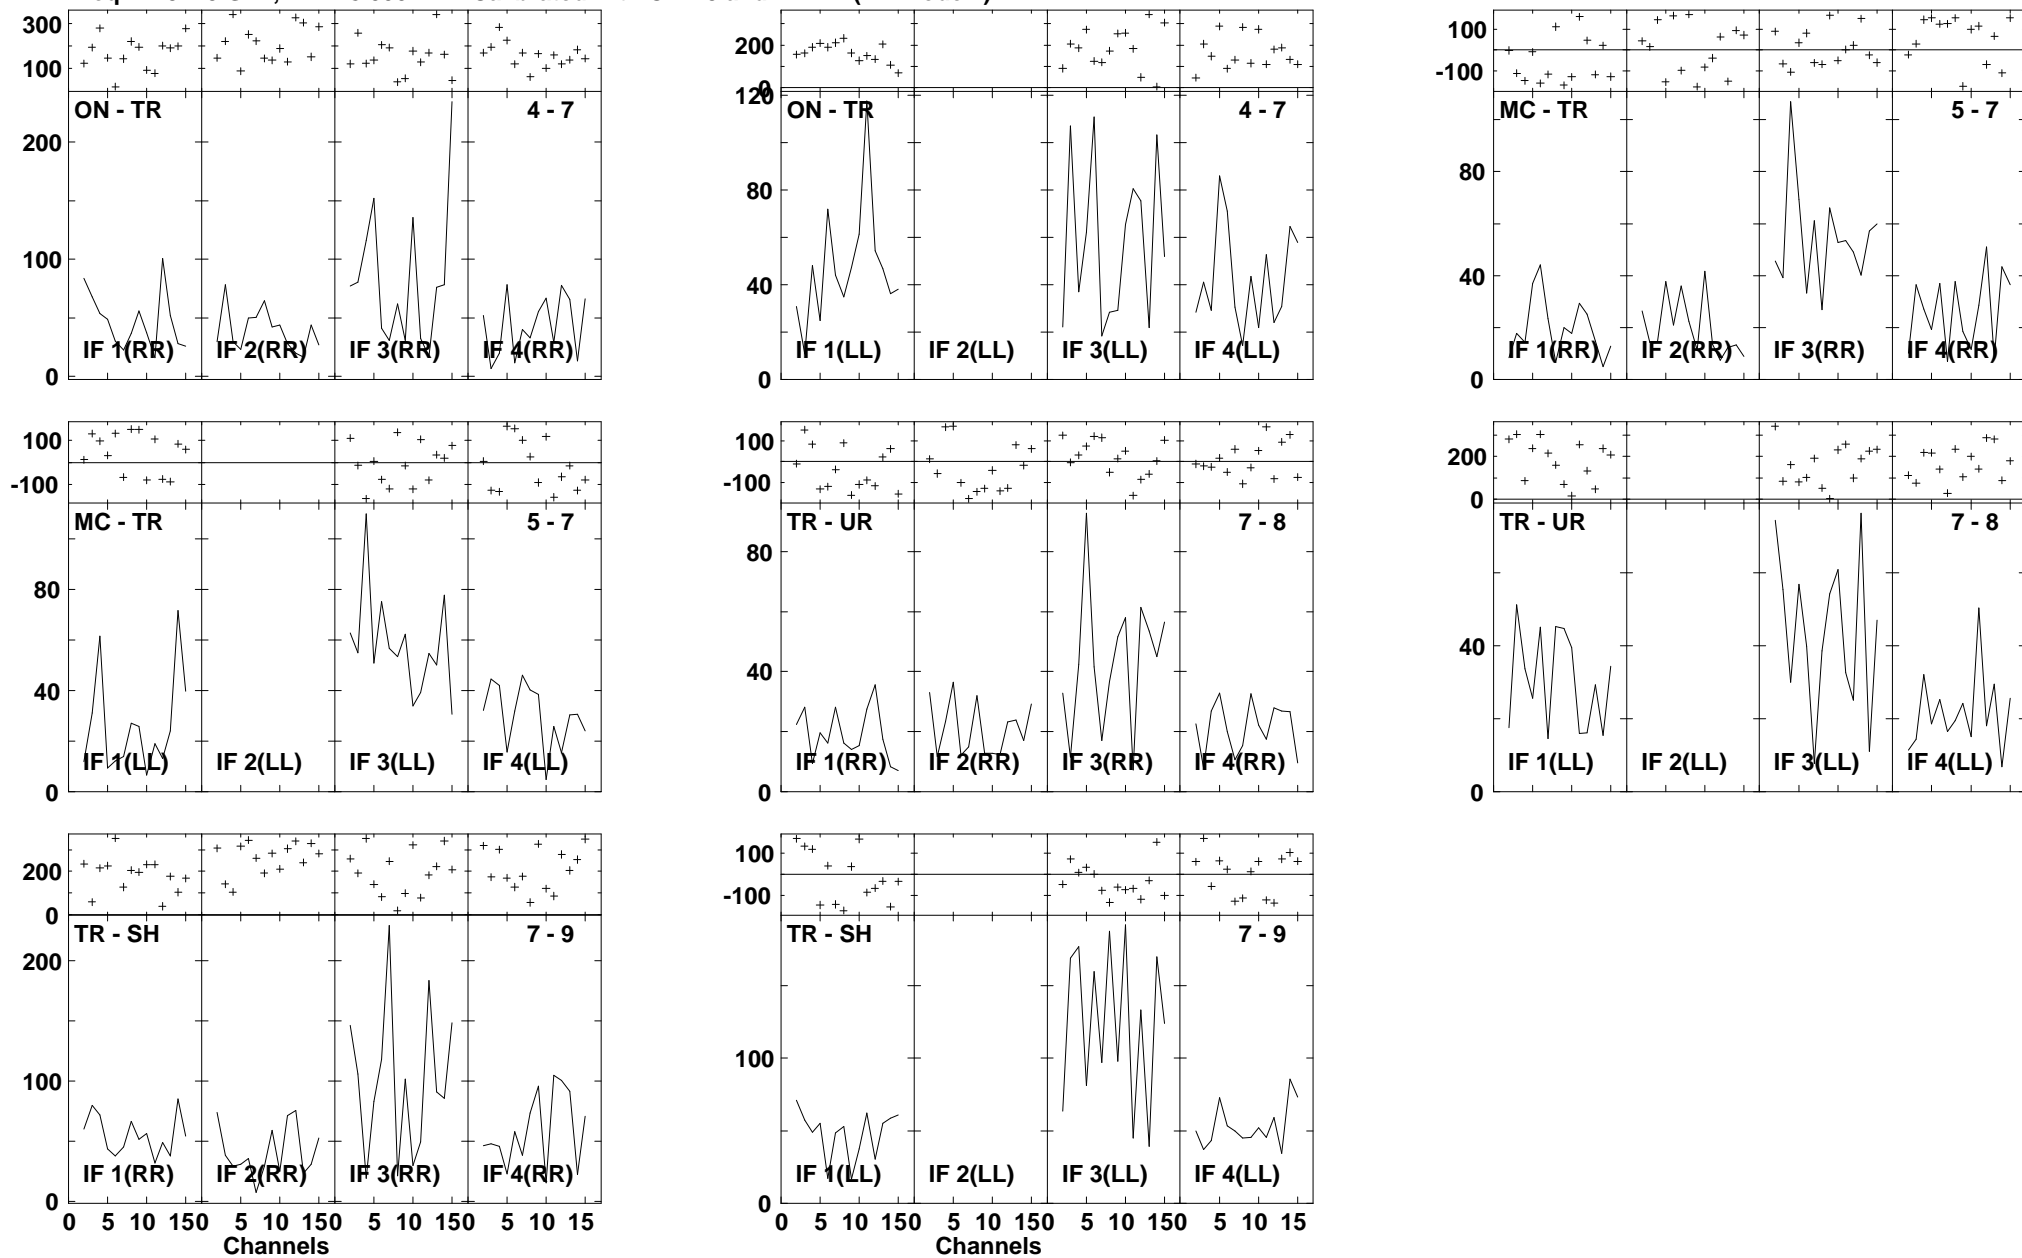 300
100
ON - TR
4 - 7
200
100
0
IF 1(RR)
IF 2(RR)
IF 3(RR)
IF 4(RR)
200
0
120
ON - TR
4 - 7
80
40
0
IF 1(LL)
IF 2(LL)
IF 3(LL)
IF 4(LL)
100
-100
MC - TR
5 - 7
80
40
0
IF 1(RR)
IF 2(RR)
IF 3(RR)
IF 4(RR)
100
-100
MC - TR
5 - 7
80
40
0
IF 1(LL)
IF 2(LL)
IF 3(LL)
IF 4(LL)
100
-100
TR - UR
7 - 8
80
40
0
IF 1(RR)
IF 2(RR)
IF 3(RR)
IF 4(RR)
200
0
TR - UR
7 - 8
40
0
IF 1(LL)
IF 2(LL)
IF 3(LL)
IF 4(LL)
200
0
TR - SH
7 - 9
200
100
0
IF 1(RR)
IF 2(RR)
IF 3(RR)
IF 4(RR)
0 5 10 150 5 10 150 5 10 150 5 10 15
Channels
100
-100
TR - SH
7 - 9
100
0
IF 1(LL)
IF 2(LL)
IF 3(LL)
IF 4(LL)
0 5 10 150 5 10 150 5 10 150 5 10 15
Channels